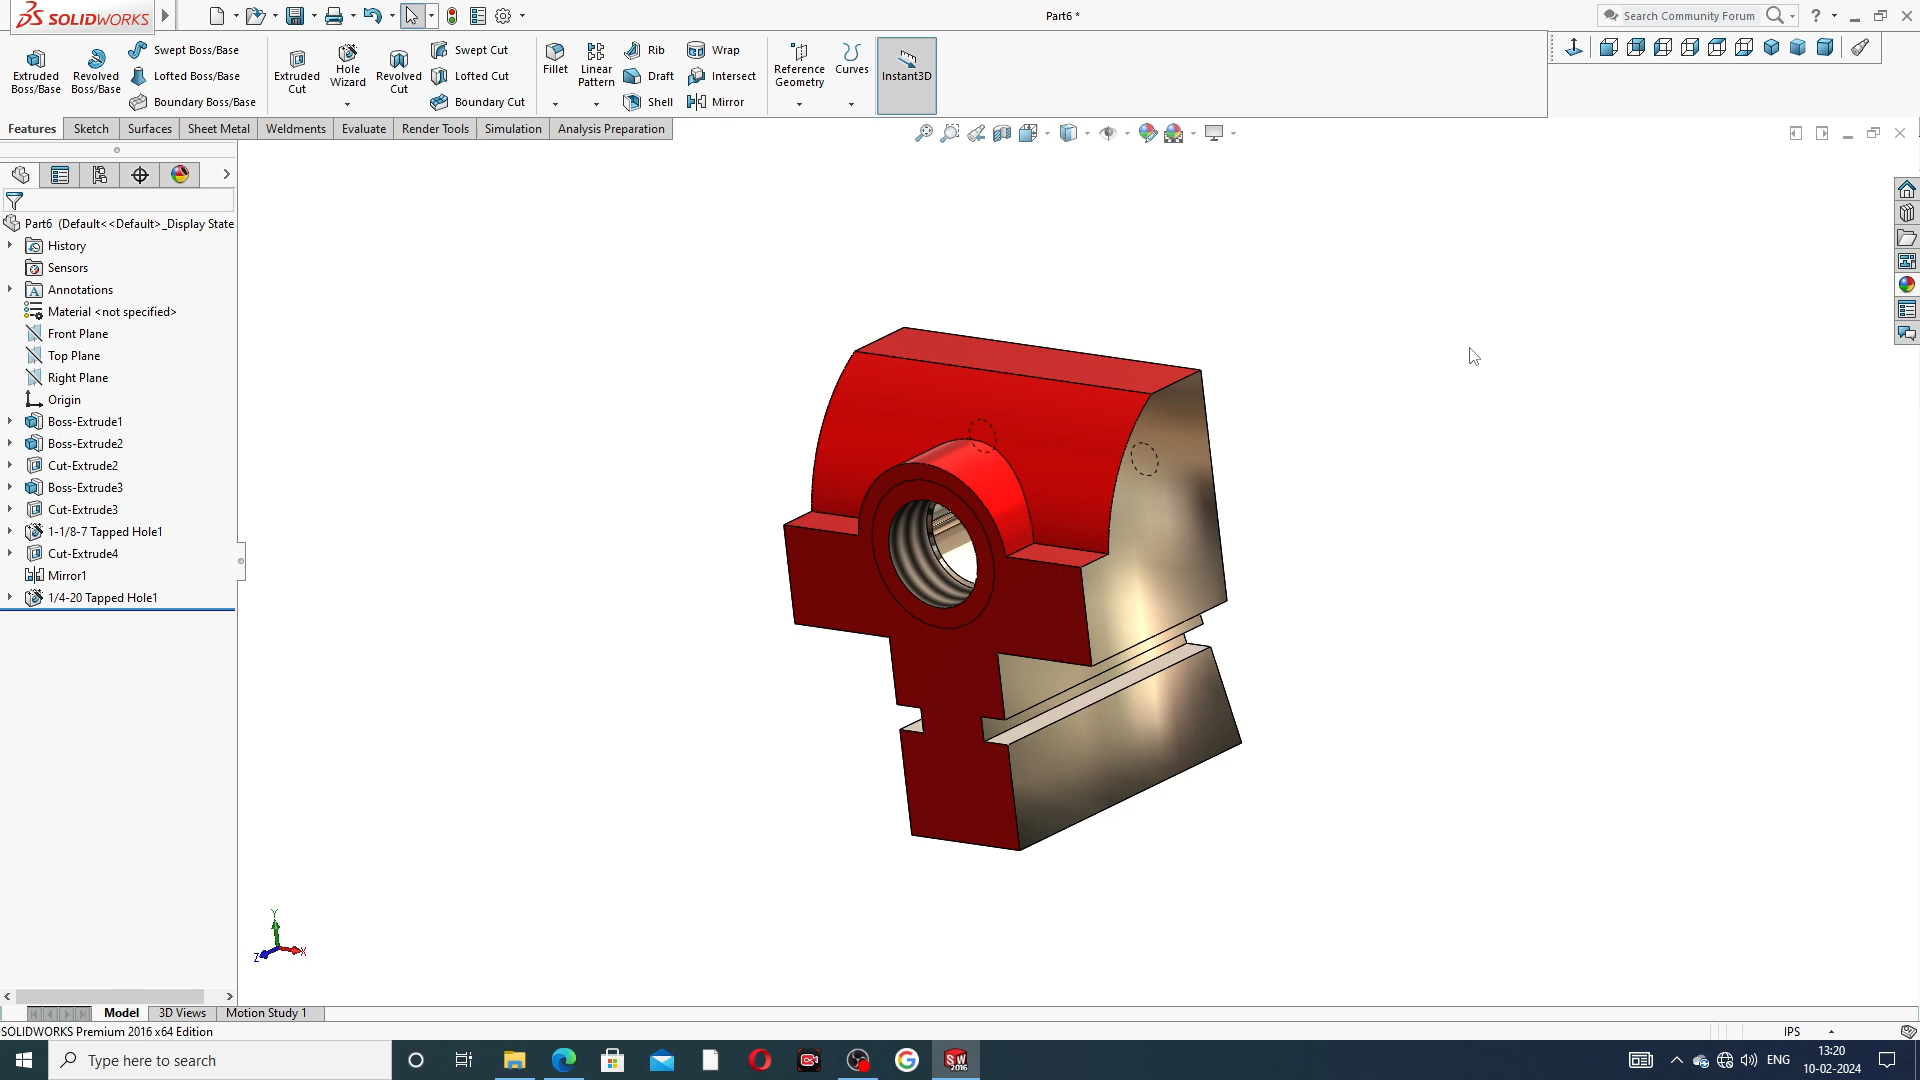 SOLIDWORKS
Part6 *
Search Community Forum
?
Extruded Boss/Base
Revolved Boss/Base
Swept Boss/Base
Lofted Boss/Base
Boundary Boss/Base
Extruded Cut
Hole Wizard
Revolved Cut
Swept Cut
Lofted Cut
Boundary Cut
Fillet
Linear Pattern
Rib
Draft
Shell
Wrap
Intersect
Mirror
Reference Geometry
Curves
Instant3D
Features
Sketch
Surfaces
Sheet Metal
Weldments
Evaluate
Render Tools
Simulation
Analysis Preparation
Part6 (Default<<Default>_Display State
History
Sensors
A
Annotations
Material <not specified>
Front Plane
Top Plane
Right Plane
Origin
Boss-Extrude1
Boss-Extrude2
Cut-Extrude2
Boss-Extrude3
Cut-Extrude3
1-1/8-7 Tapped Hole1
Cut-Extrude4
Mirror1
1/4-20 Tapped Hole1
Y
X
Z
Model
3D Views
Motion Study 1
SOLIDWORKS Premium 2016 x64 Edition
IPS
Type here to search
SW
2016
ENG
13:20
10-02-2024